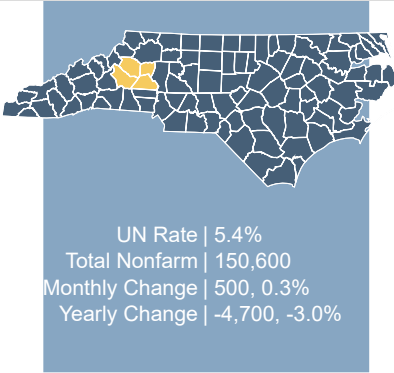 UN Rate | 5.4%
Total Nonfarm | 150,600
Monthly Change | 500, 0.3%
Yearly Change | -4,700, -3.0%